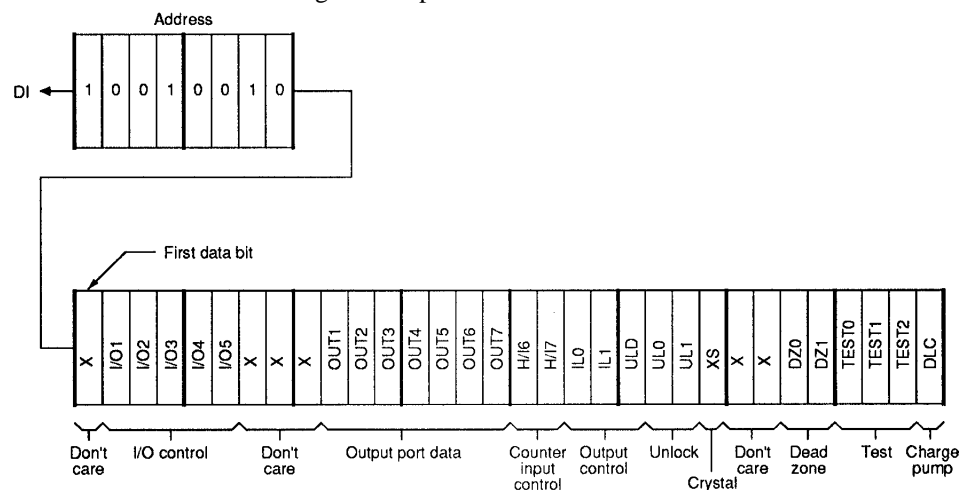 Address
DI 1 0 0 1 0 0 1 0
First data bit
X I/O1 I/O2 I/O3 I/O4 I/O5 X X X OUT1 OUT2 OUT3 OUT4 OUT5 OUT6 OUT7 H/I6 H/I7 IL0 IL1 ULD UL0 UL1 XS X X DZ0 DZ1 TEST0 TEST1 TEST2 DLC
Don't care I/O control Don't care Output port data Counter input control Output control Unlock Crystal Don't care Dead zone Test Charge pump